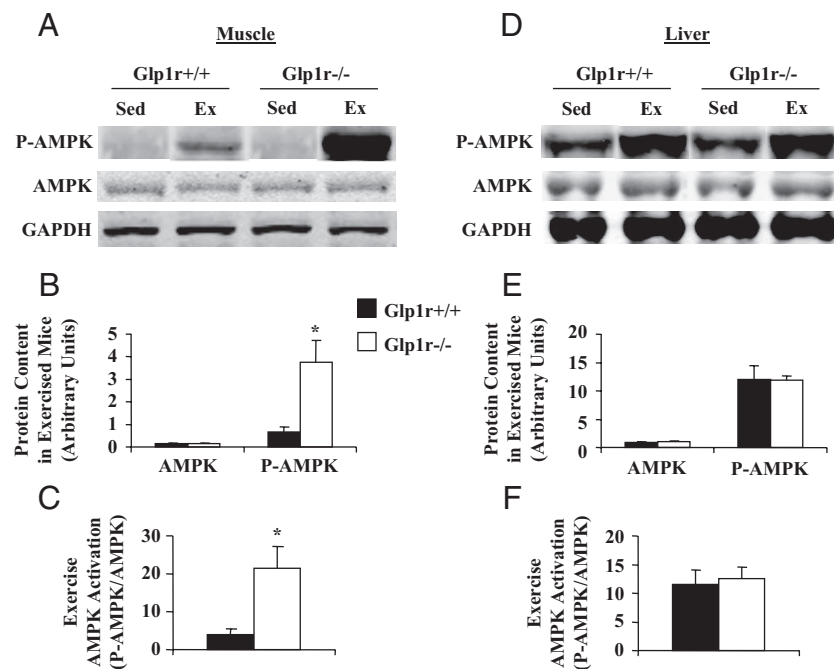 A
Muscle
Glp1r+/+ Glp1r-/-
Sed Ex Sed Ex
P-AMPK
AMPK
GAPDH
D
Liver
Glp1r+/+ Glp1r-/-
Sed Ex Sed Ex
P-AMPK
AMPK
GAPDH
B
Protein Content
in Exercised Mice
(Arbitrary Units)
5
4
3
2
1
0
*
AMPK P-AMPK
Glp1r+/+
Glp1r-/-
E
Protein Content
in Exercised Mice
(Arbitrary Units)
20
15
10
5
0
AMPK P-AMPK
C
Exercise
AMPK Activation
(P-AMPK/AMPK)
30
20
10
0
*
F
Exercise
AMPK Activation
(P-AMPK/AMPK)
20
15
10
5
0